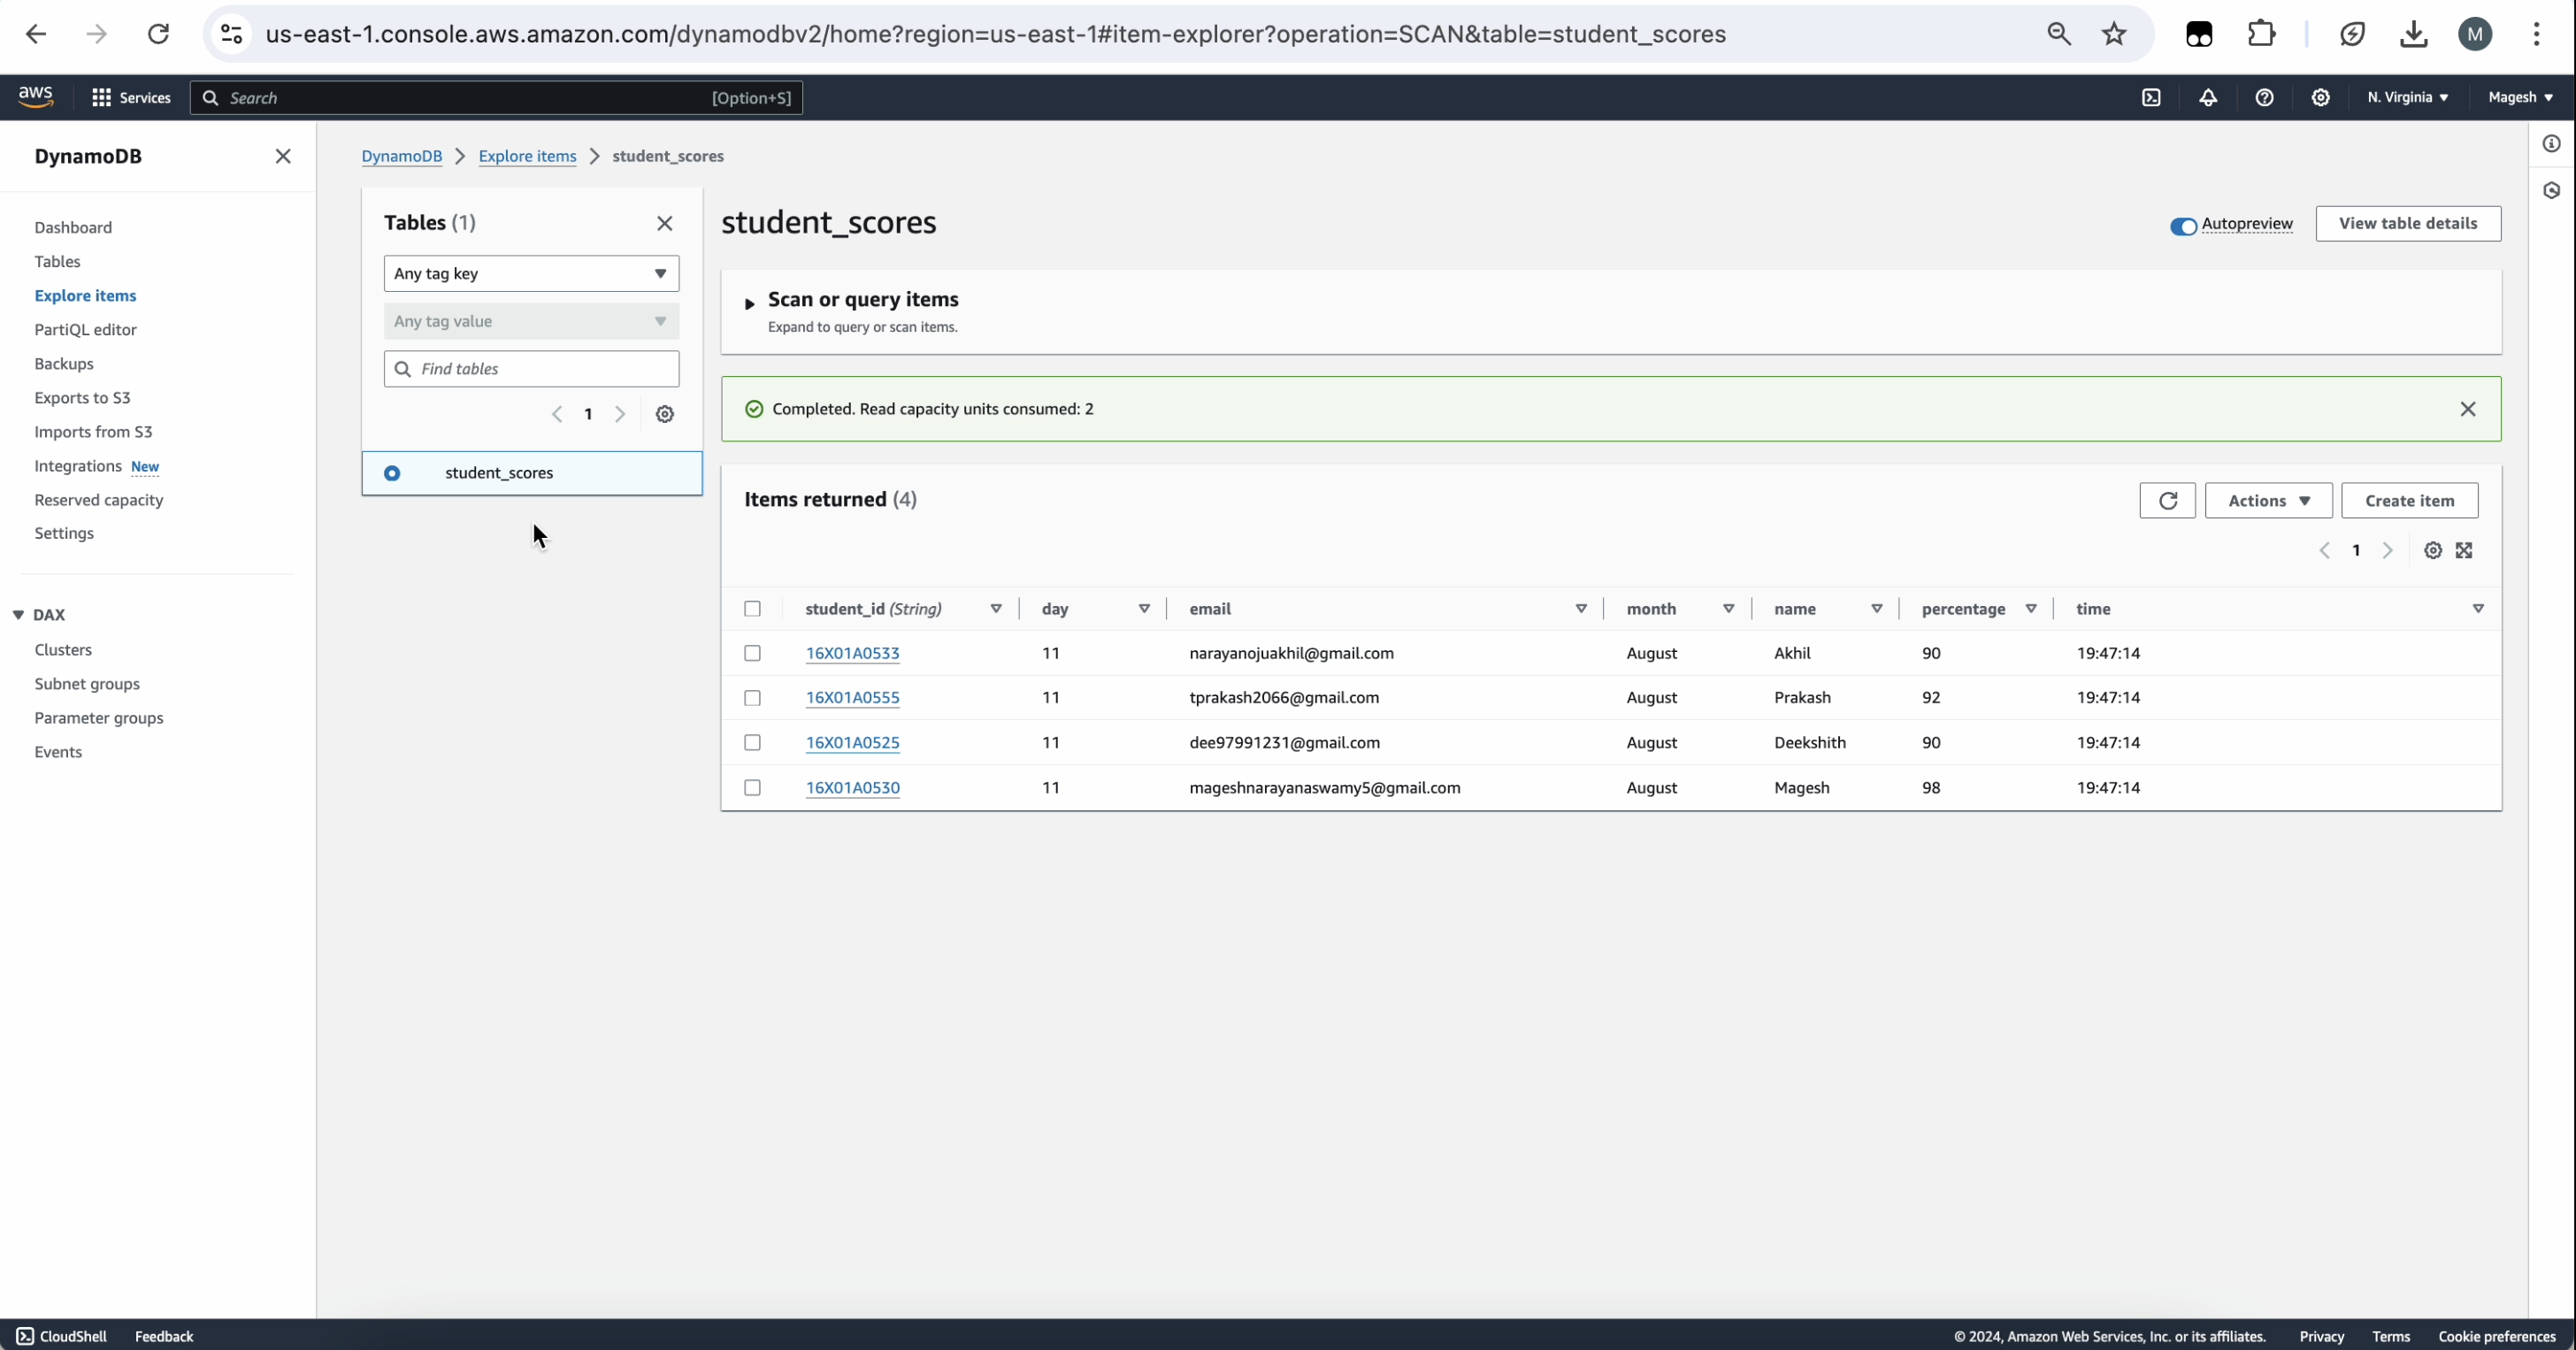 us-east-1.console.aws.amazon.com/dynamodbv2/home?region=us-east-1#item-explorer?operation=SCAN&table=student_scores
M
aws
Services
Search
[Option+S]
N. Virginia
Magesh
DynamoDB
Dashboard
Tables
Explore items
PartiQL editor
Backups
Exports to S3
Imports from S3
Integrations New
Reserved capacity
Settings
DAX
Clusters
Subnet groups
Parameter groups
Events
DynamoDB > Explore items > student_scores
Tables (1)
Any tag key
Any tag value
Find tables
1
student_scores
student_scores
Autopreview
View table details
Scan or query items
Expand to query or scan items.
Completed. Read capacity units consumed: 2
Items returned (4)
Actions
Create item
1
student_id (String) day email month name percentage time
16X01A0533 11 narayanojuakhil@gmail.com August Akhil 90 19:47:14
16X01A0555 11 tprakash2066@gmail.com August Prakash 92 19:47:14
16X01A0525 11 dee97991231@gmail.com August Deekshith 90 19:47:14
16X01A0530 11 mageshnarayanaswamy5@gmail.com August Magesh 98 19:47:14
CloudShell Feedback © 2024, Amazon Web Services, Inc. or its affiliates. Privacy Terms Cookie preferences